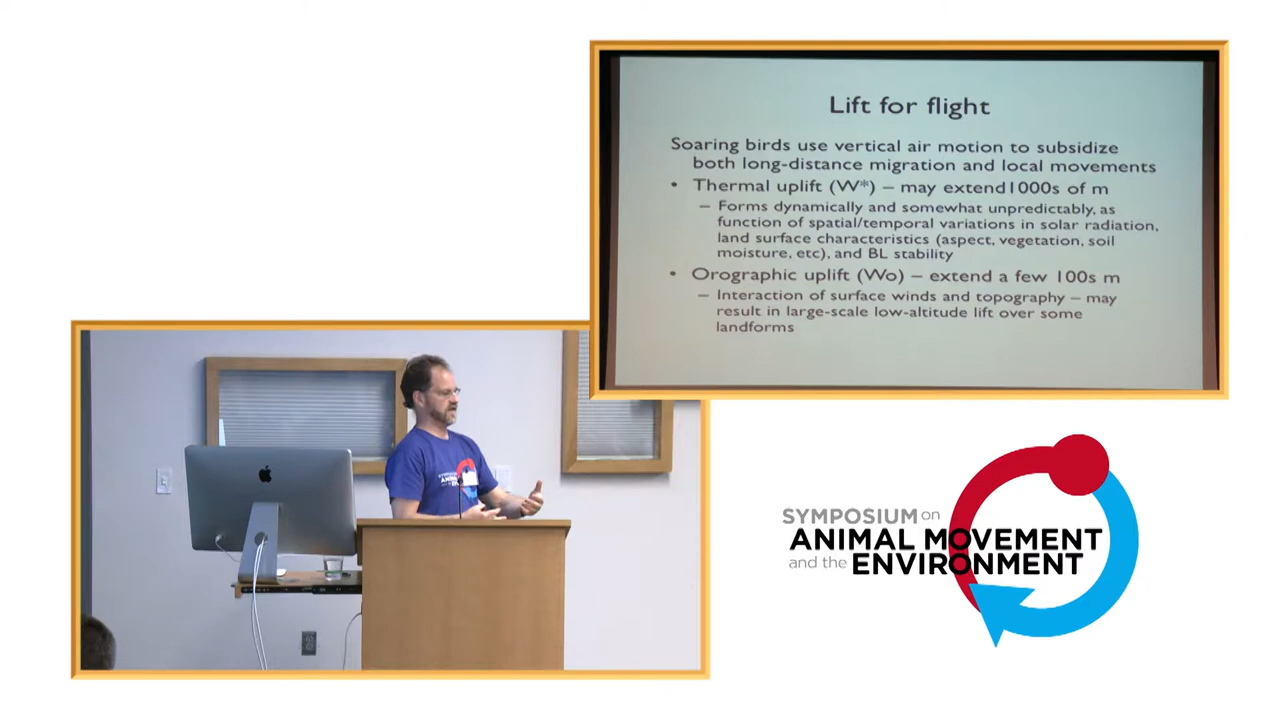 Lift for flight
Soaring birds use vertical air motion to subsidize
both long-distance migration and local movements
• Thermal uplift (W*) – may extend1000s of m
– Forms dynamically and somewhat unpredictably, as
function of spatial/temporal variations in solar radiation,
land surface characteristics (aspect, vegetation, soil
moisture, etc), and BL stability
• Orographic uplift (Wo) – extend a few 100s m
– Interaction of surface winds and topography – may
result in large-scale low-altitude lift over some
landforms
SYMPOSIUM on
ANIMAL MOVEMENT
and the ENVIRONMENT